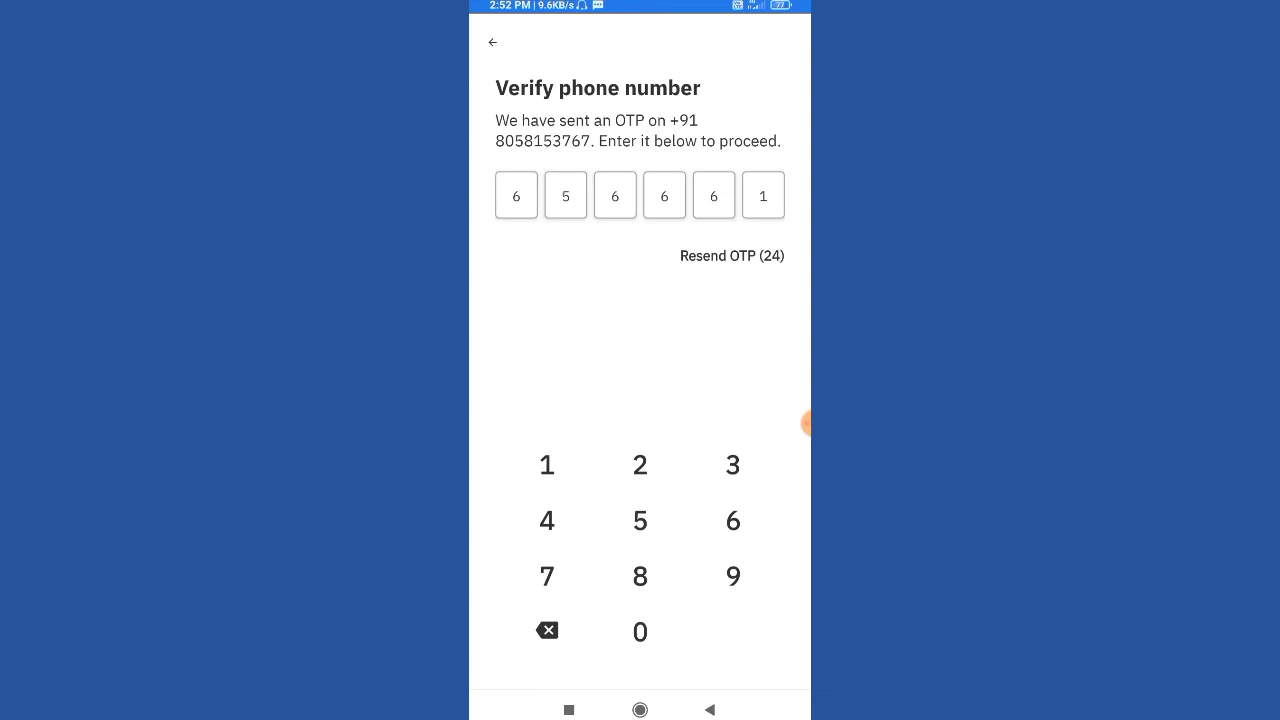 2:52 PM | 9.6KB/s 77
Verify phone number
We have sent an OTP on +91
8058153767. Enter it below to proceed.
6 5 6 6 6 1
Resend OTP (24)
1 2 3
4 5 6
7 8 9
0